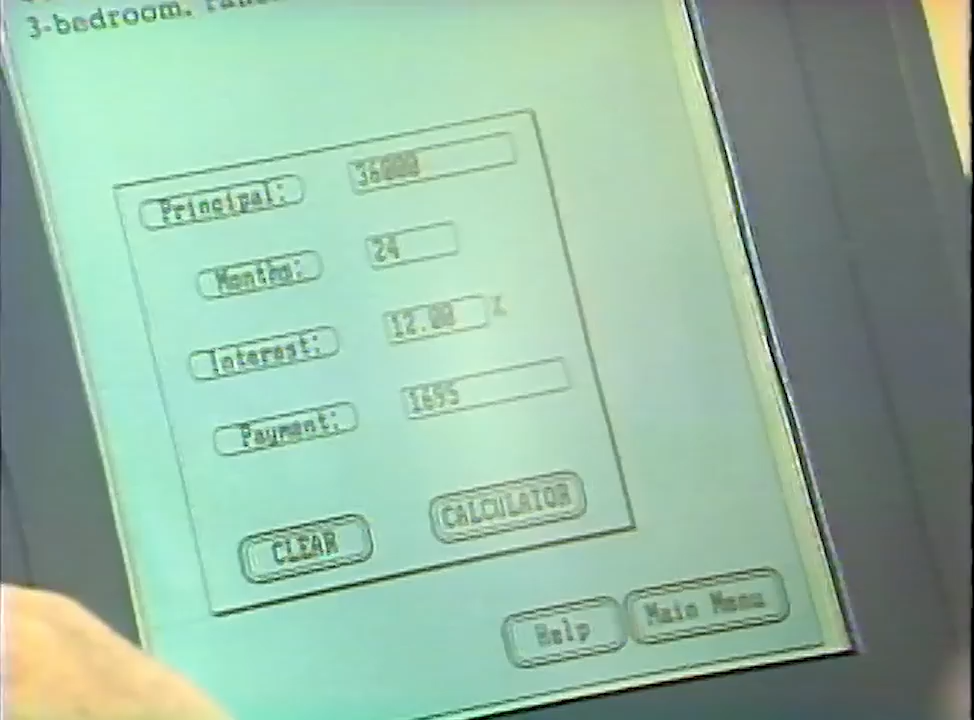 3-bedroom.
Principal: 36000
Months: 24
Interest: 12.00 %
Payment: 1695
CLEAR CALCULATOR
Help Main Menu